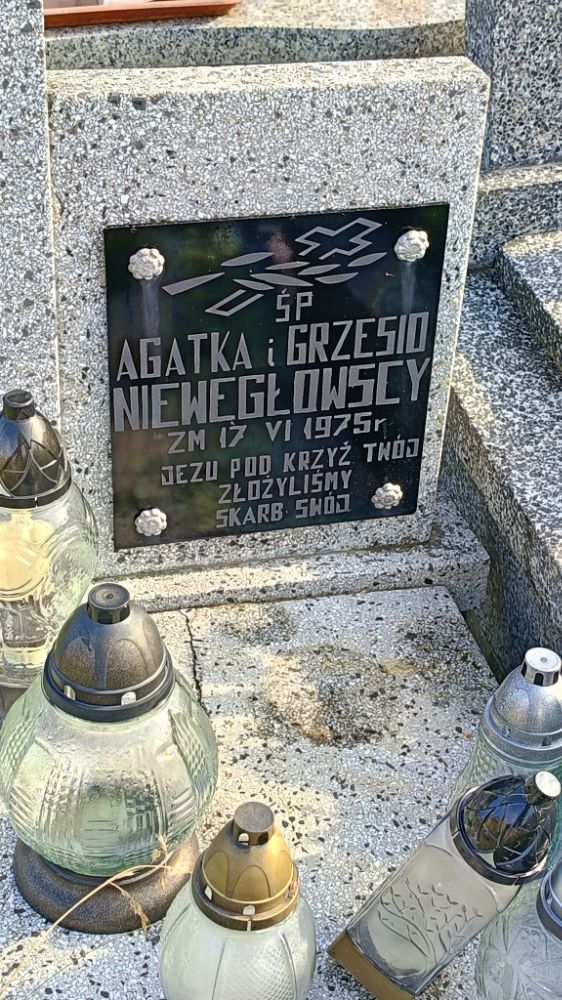 ŚP
AGATKA i GRZESIO
NIEWĘGŁOWSCY
ZM 17 VI 1975r
JEZU POD KRZYŻ TWÓJ
ZŁOŻYLIŚMY
SKARB SWÓJ